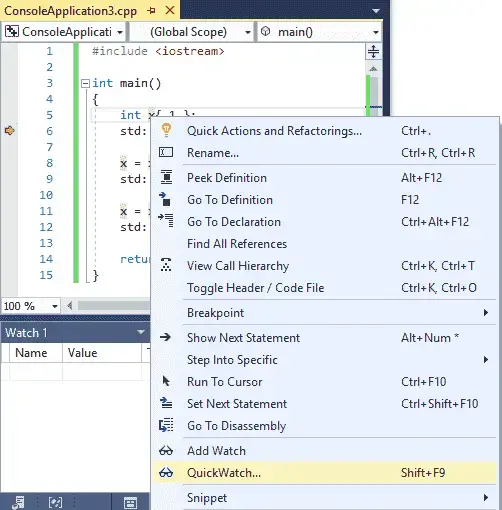 ConsoleApplication3.cpp
ConsoleApplicati (Global Scope) main()
1 #include <iostream>
2
3 int main()
4 {
5 int x{ 1 };
6 std:
7
8 x =
9 std:
10
11 x =
12 std:
13
14 retur
15 }
Quick Actions and Refactorings... Ctrl+.
Rename... Ctrl+R, Ctrl+R
Peek Definition Alt+F12
Go To Definition F12
Go To Declaration Ctrl+Alt+F12
Find All References
View Call Hierarchy Ctrl+K, Ctrl+T
Toggle Header / Code File Ctrl+K, Ctrl+O
Breakpoint
Show Next Statement Alt+Num *
Step Into Specific
Run To Cursor Ctrl+F10
Set Next Statement Ctrl+Shift+F10
Go To Disassembly
Add Watch
QuickWatch... Shift+F9
Snippet
100 %
Watch 1
Name Value